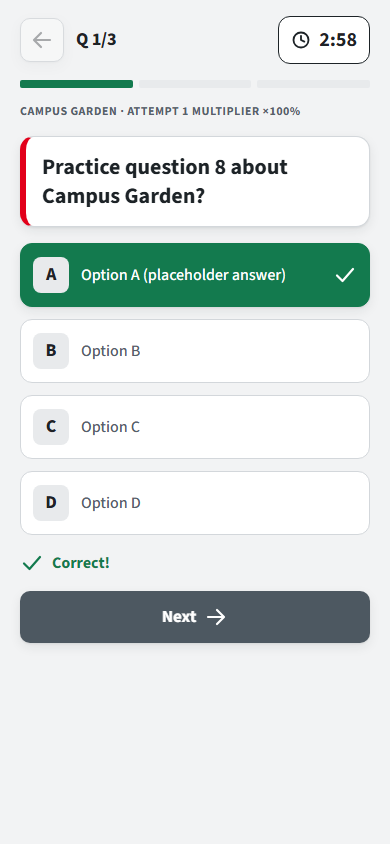 Q 1/3
2:58
CAMPUS GARDEN · ATTEMPT 1 MULTIPLIER ×100%
Practice question 8 about
Campus Garden?
A Option A (placeholder answer)
B Option B
C Option C
D Option D
Correct!
Next